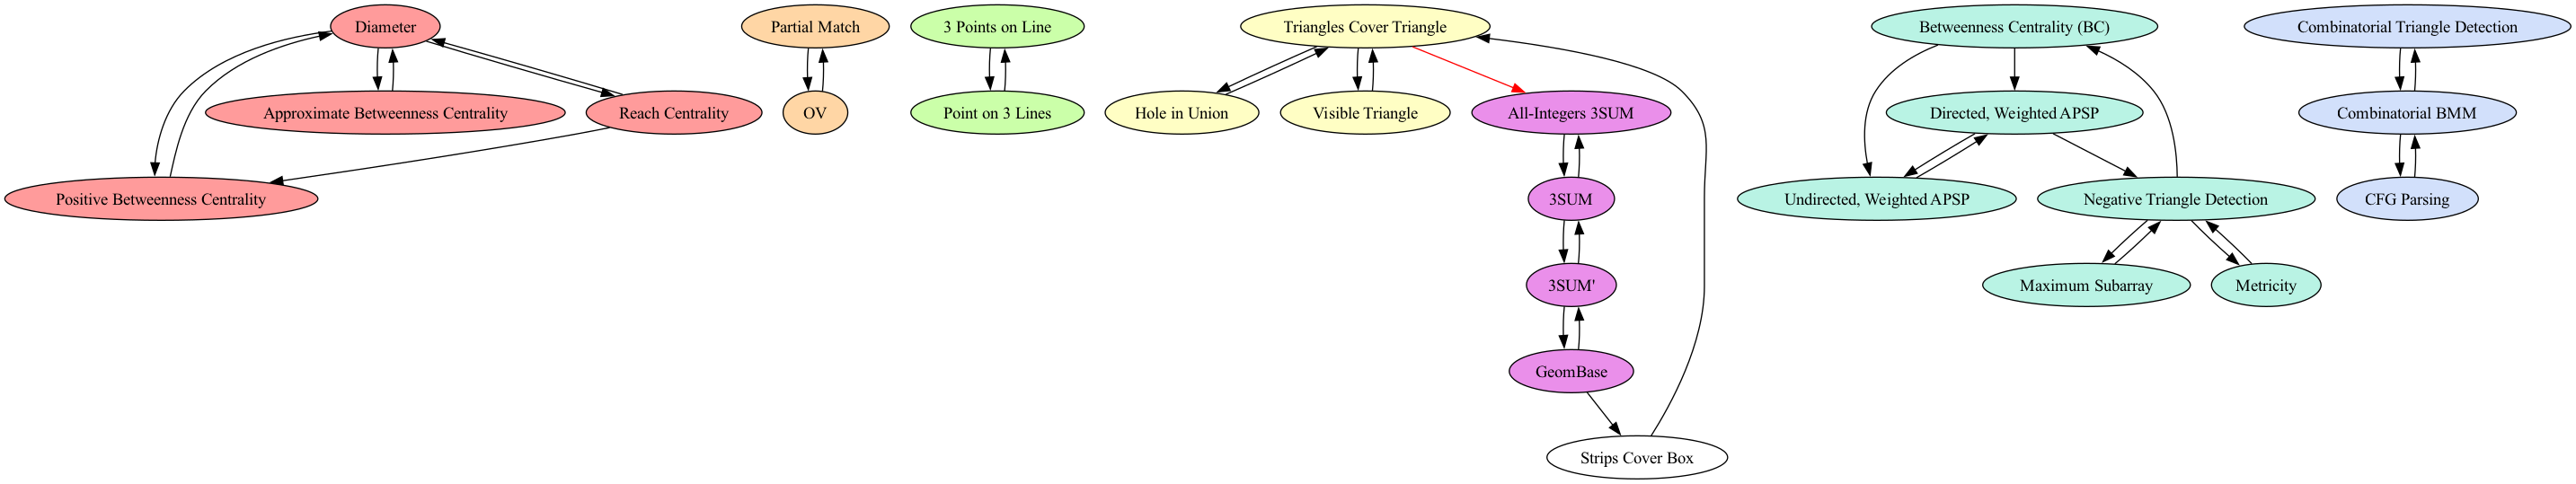 Diameter
Partial Match
3 Points on Line
Triangles Cover Triangle
Betweenness Centrality (BC)
Combinatorial Triangle Detection
Approximate Betweenness Centrality
Reach Centrality
OV
Point on 3 Lines
Hole in Union
Visible Triangle
All-Integers 3SUM
Directed, Weighted APSP
Combinatorial BMM
Positive Betweenness Centrality
3SUM
Undirected, Weighted APSP
Negative Triangle Detection
CFG Parsing
3SUM'
Maximum Subarray
Metricity
GeomBase
Strips Cover Box